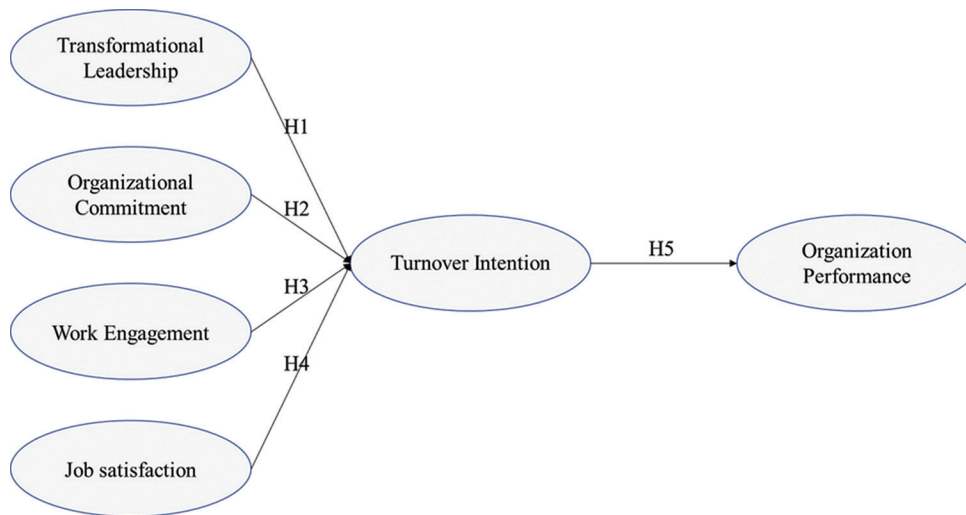 Transformational
Leadership
H1
Organizational
Commitment
H2
Turnover Intention
H5
Organization
Performance
H3
Work Engagement
H4
Job satisfaction